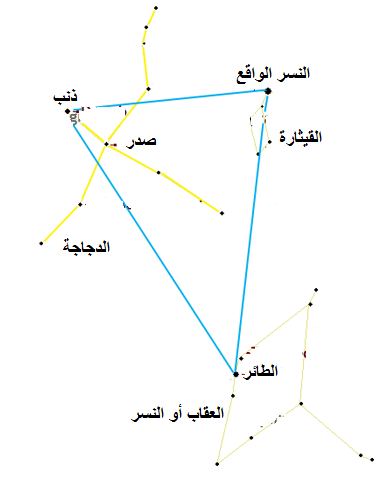 النسر الواقع
ذنب
القيثارة
صدر
الدجاجة
الطائر
العقاب أو النسر